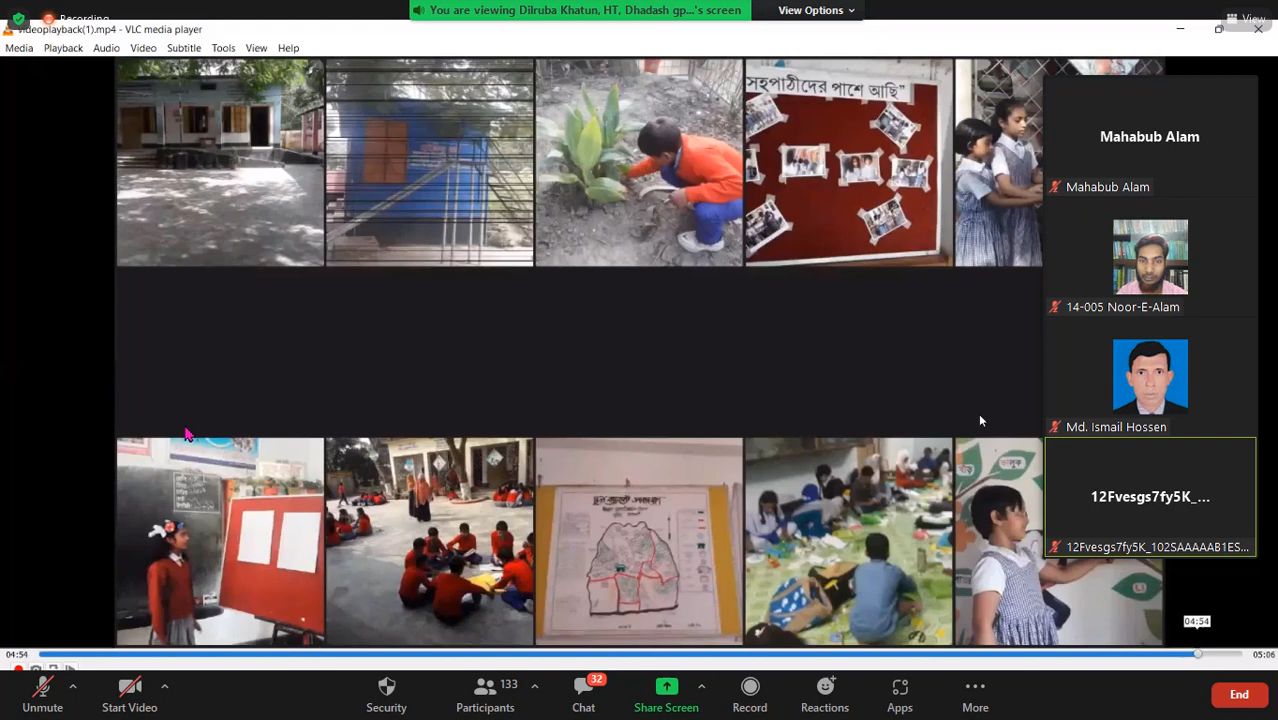 Recording
You are viewing Dilruba Khatun, HT, Dhadash gp...'s screen
View Options
View
Videoplayback(1).mp4 - VLC media player
Media Playback Audio Video Subtitle Tools View Help
সহপাঠীদের পাশে আছি”
Mahabub Alam
Mahabub Alam
14-005 Noor-E-Alam
Md. Ismail Hossen
12Fvesgs7fy5K_...
12Fvesgs7fy5K_102SAAAAAB1ES...
04:54
04:54
05:06
Unmute
Start Video
Security
133
Participants
32
Chat
Share Screen
Record
Reactions
Apps
More
End